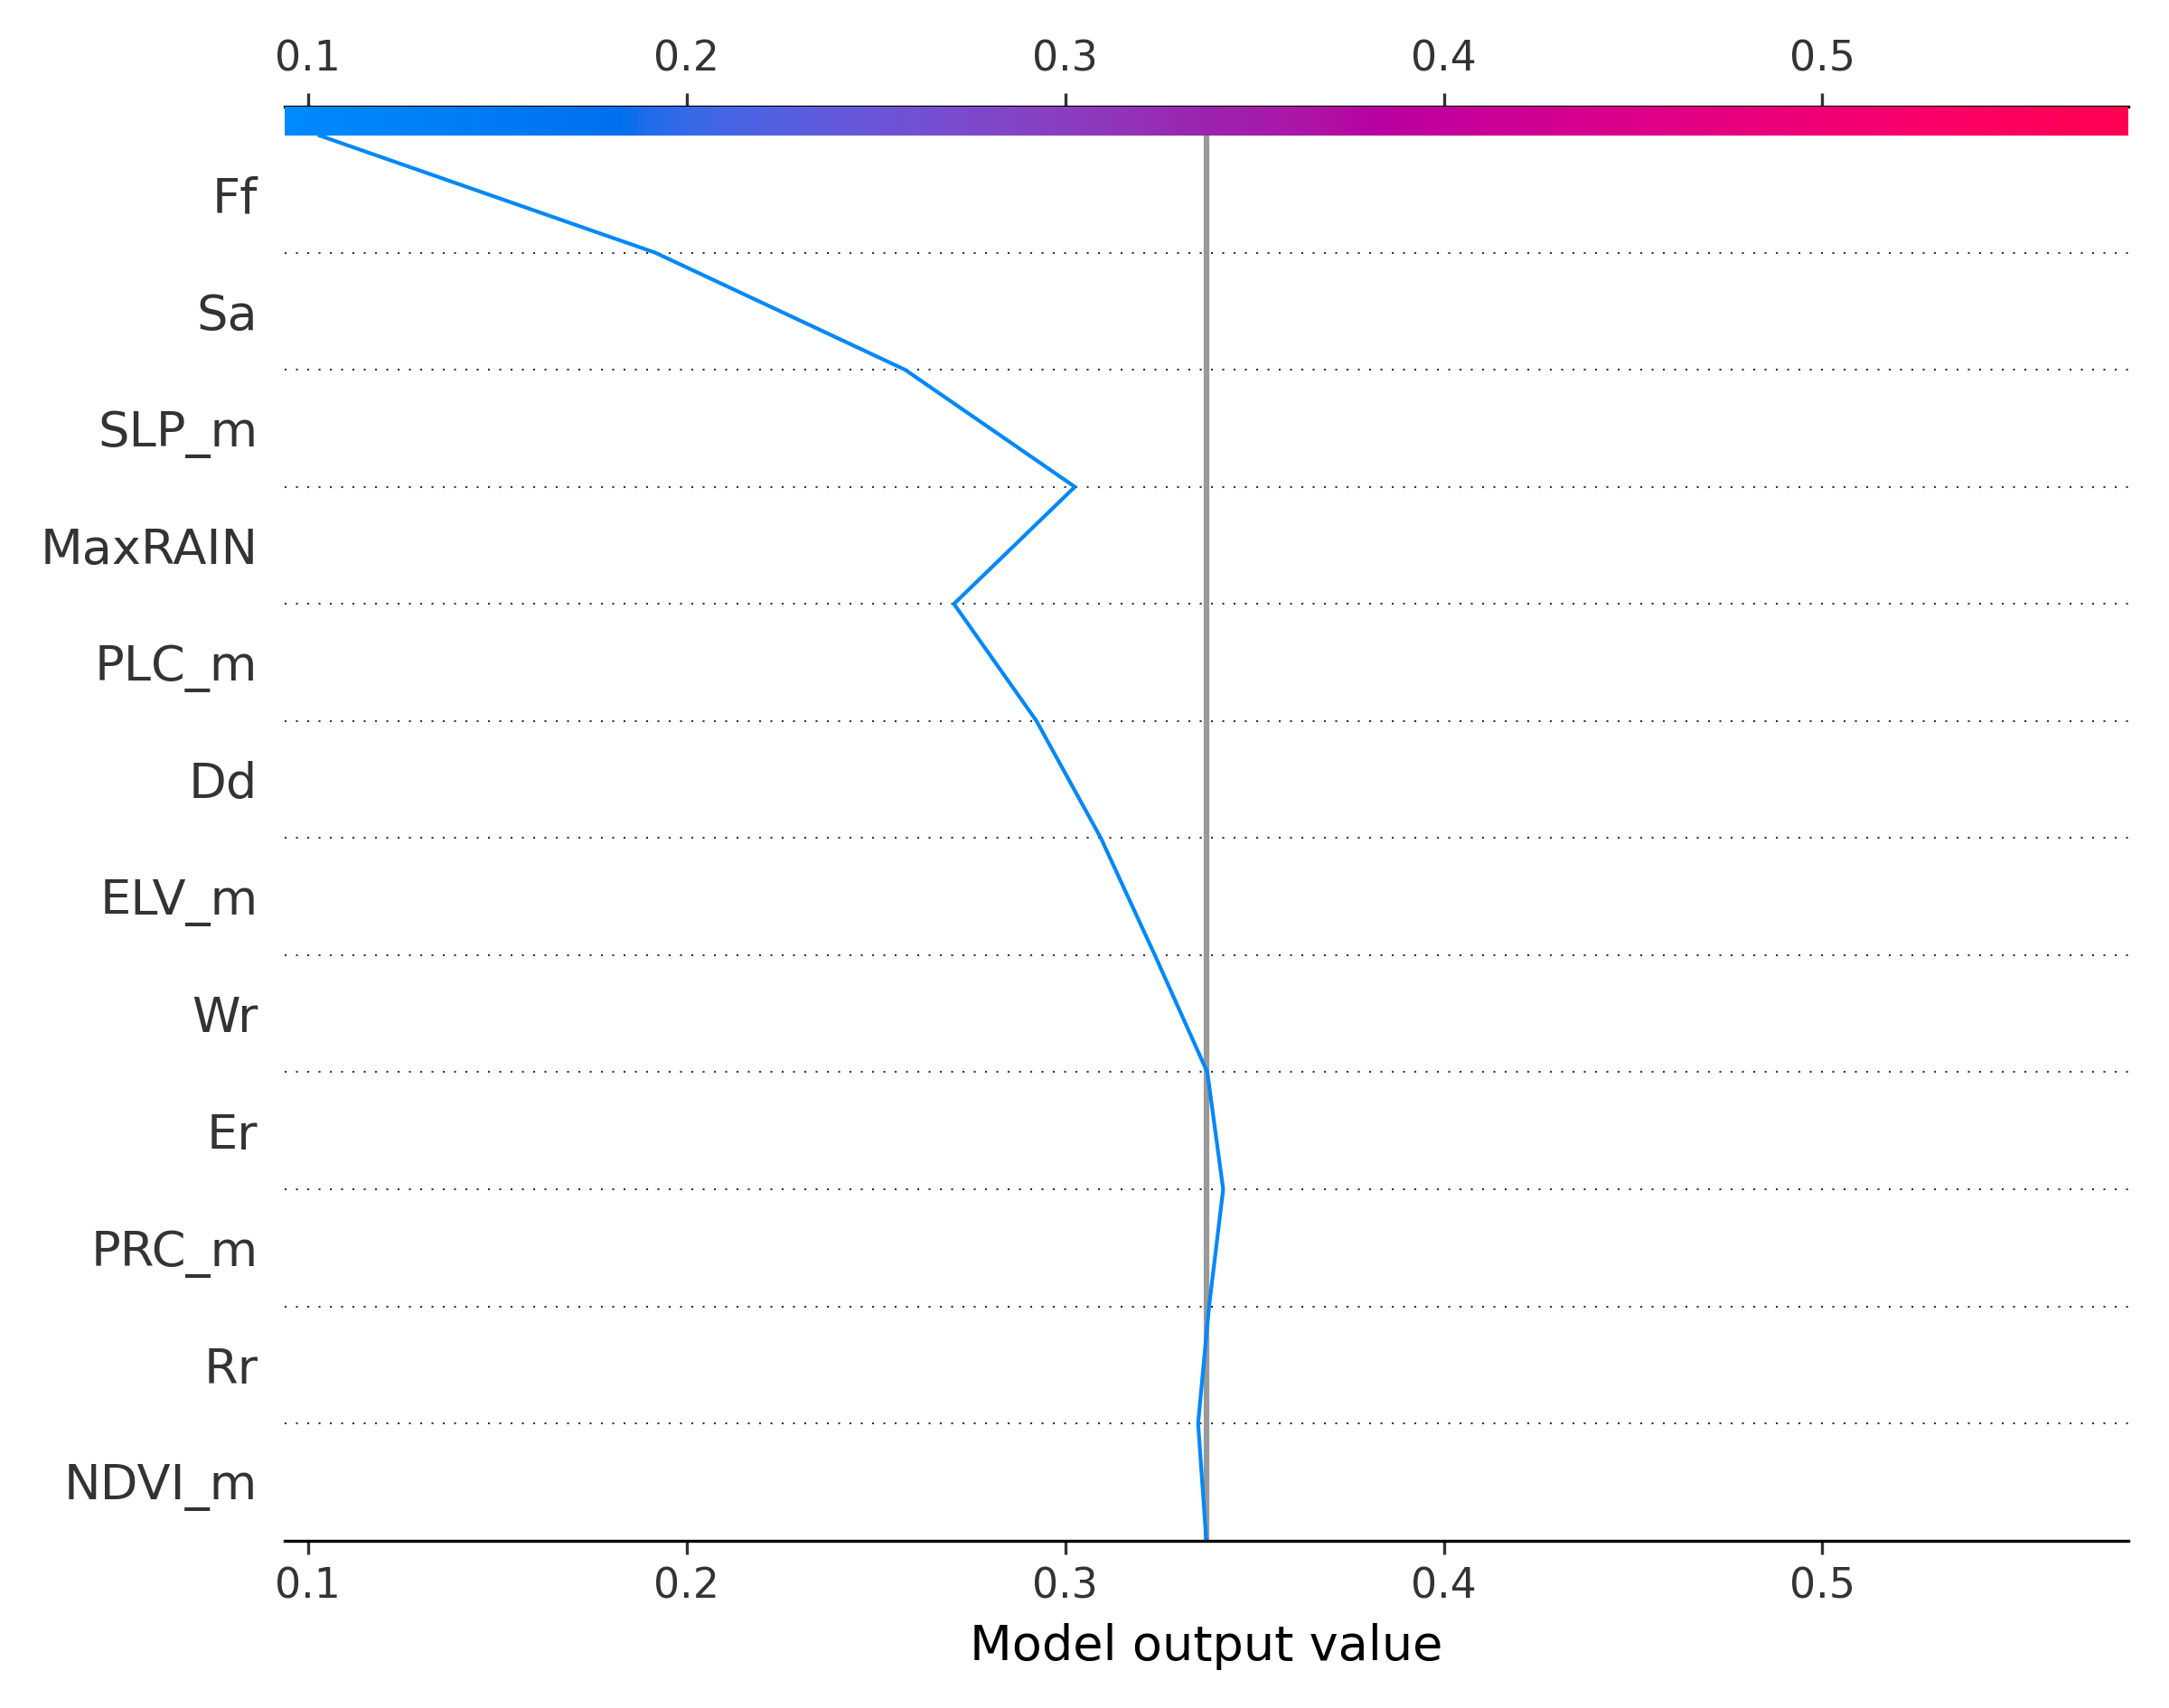 0.1 0.2 0.3 0.4 0.5
Ff
Sa
SLP_m
MaxRAIN
PLC_m
Dd
ELV_m
Wr
Er
PRC_m
Rr
NDVI_m
0.1 0.2 0.3 0.4 0.5
Model output value